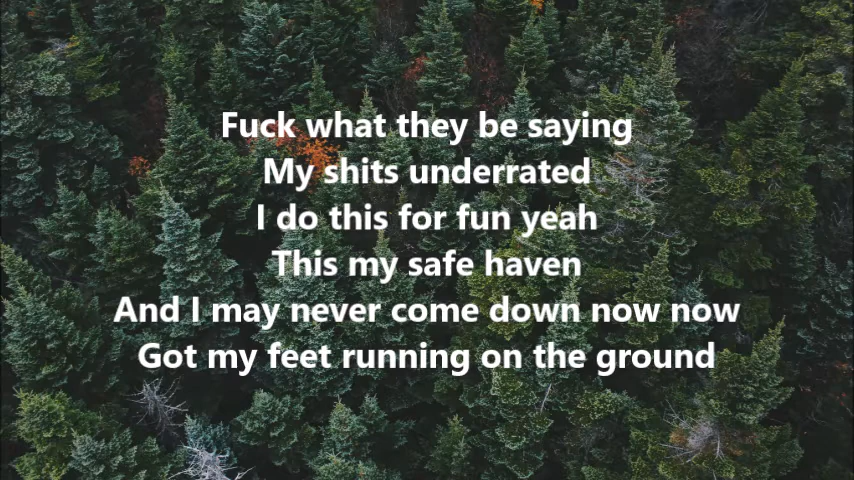 Fuck what they be saying
My shits underrated
I do this for fun yeah
This my safe haven
And I may never come down now now
Got my feet running on the ground